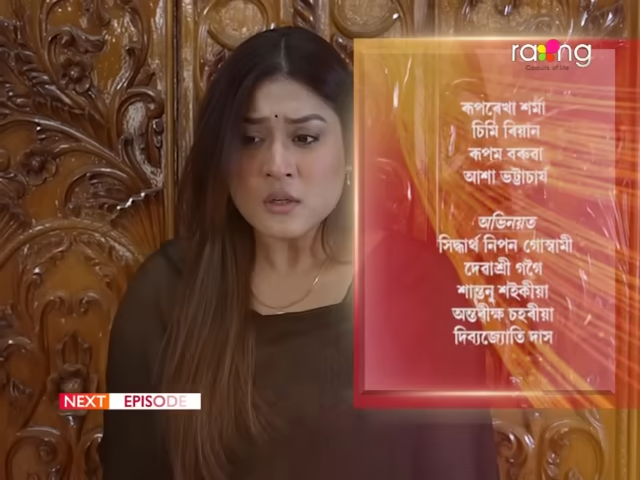 rang
Colours of life
ৰূপৰেখা শৰ্মা
চিমি ৰিয়ান
ৰূপম বৰুৱা
আশা ভট্টাচাৰ্য
অভিনয়ত
সিদ্ধাৰ্থ নিপন গোস্বামী
দেৱাশ্ৰী গগৈ
শান্তনু শইকীয়া
অন্তৰীক্ষ চহৰীয়া
দিব্যজ্যোতি দাস
NEXT EPISODE